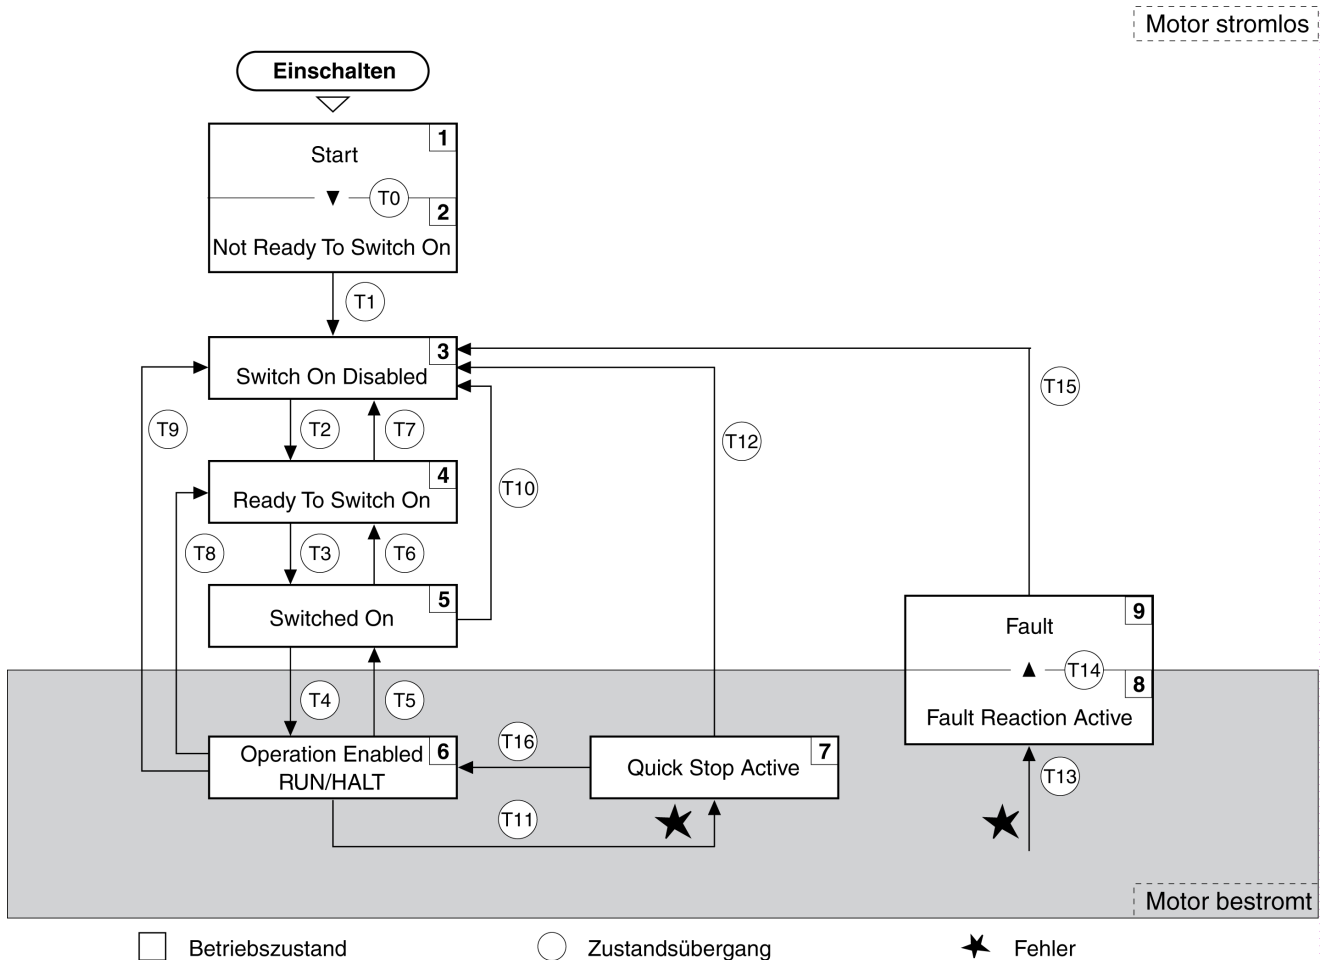 Motor stromlos
Einschalten
1
Start
T0
2
Not Ready To Switch On
T1
3
Switch On Disabled
T15
T9
T2
T7
T12
4
Ready To Switch On
T10
T8
T3
T6
5
Switched On
9
Fault
T14
8
Fault Reaction Active
T4
T5
T16
Operation Enabled
RUN/HALT
6
Quick Stop Active
7
T13
T11
Motor bestromt
Betriebszustand
Zustandsübergang
Fehler